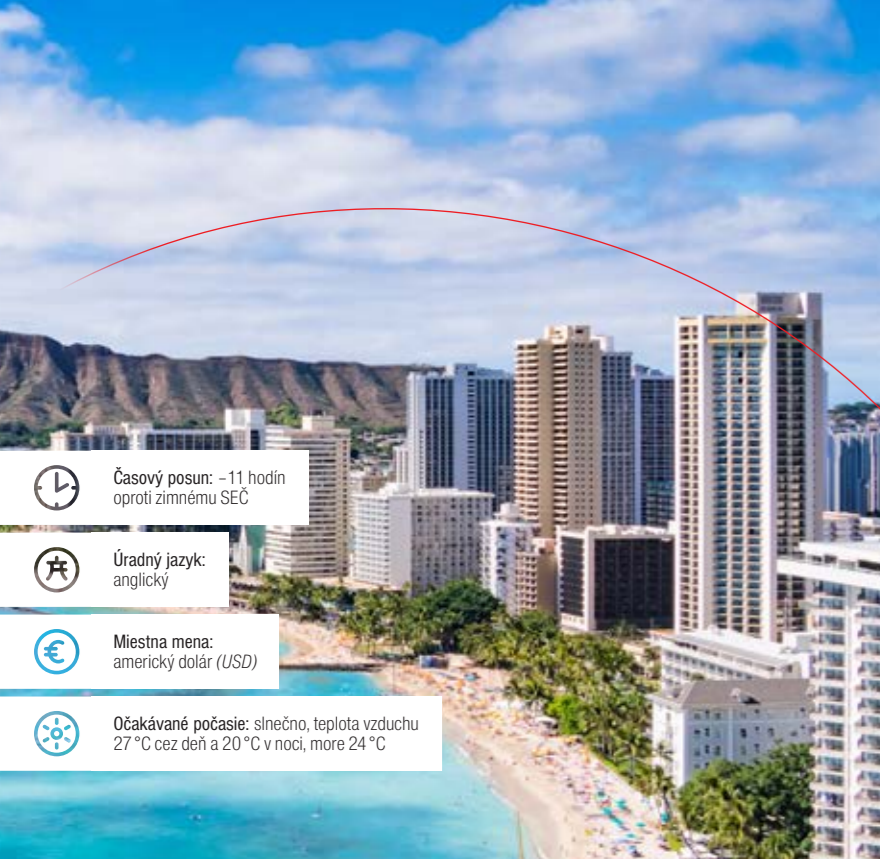 Časový posun: –11 hodín
oproti zimnému SEČ
Úradný jazyk:
anglický
Miestna mena:
americký dolár (USD)
Očakávané počasie: slnečno, teplota vzduchu
27 °C cez deň a 20 °C v noci, more 24 °C